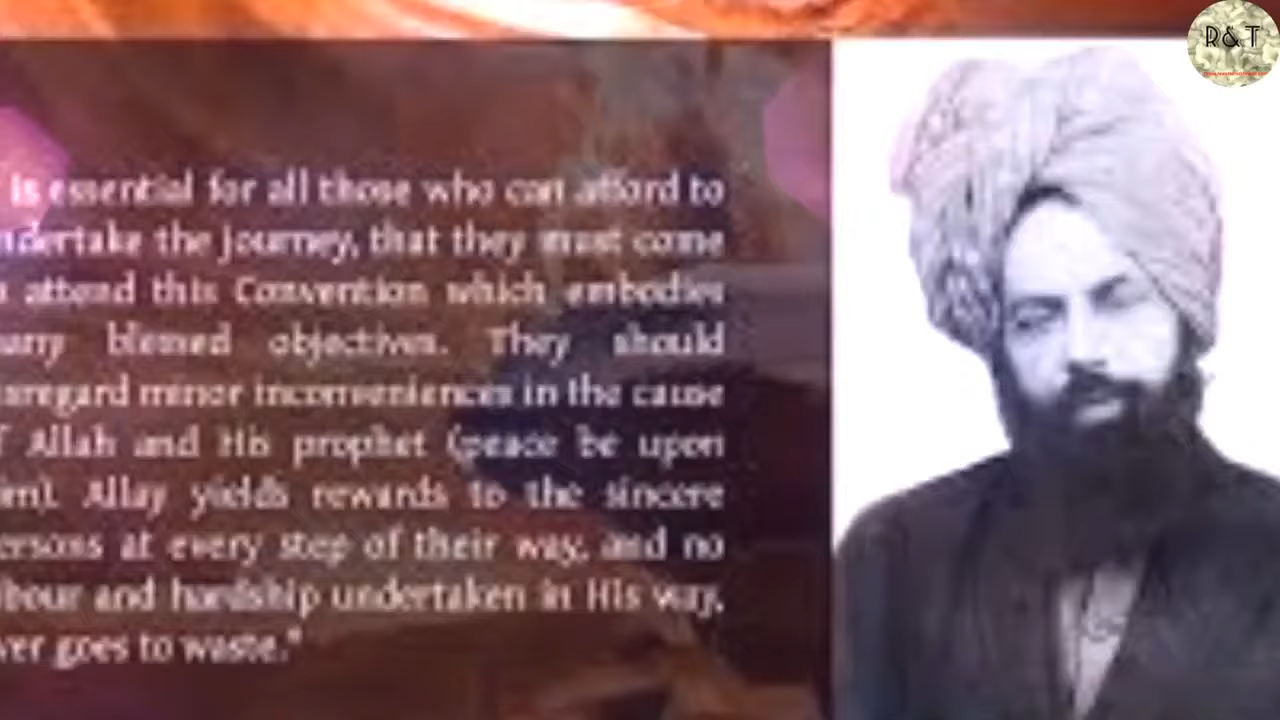 is essential for all those who can afford to
ndertake the journey, that they must come
attend this Convention which embodies
any blessed objectives. They should
sregard minor inconveniences in the cause
f Allah and His prophet (peace be upon
im). Allay yields rewards to the sincere
ersons at every step of their way, and no
bour and hardship undertaken in His way,
ver goes to waste."
R&T